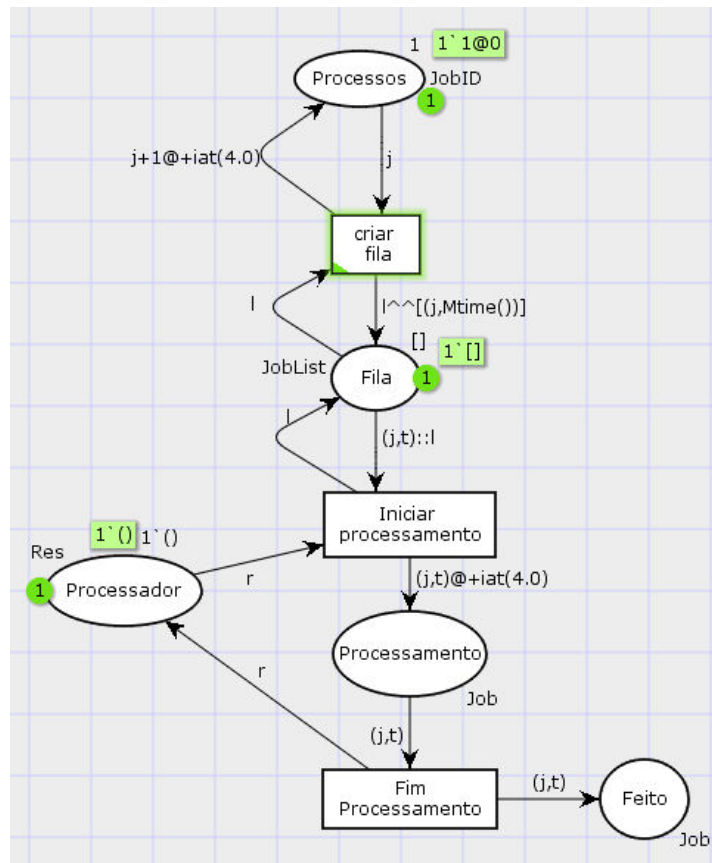 1 1`1@0
Processos JobID
1
j+1@+iat(4.0) j
criar
fila
l l^^[(j,Mtime())]
[] 1`[]
JobList Fila 1
l (j,t)::l
Iniciar
processamento
1`() 1`()
Res
1 Processador r (j,t)@+iat(4.0)
Processamento
r Job
(j,t)
Fim
Processamento
(j,t) Feito
Job